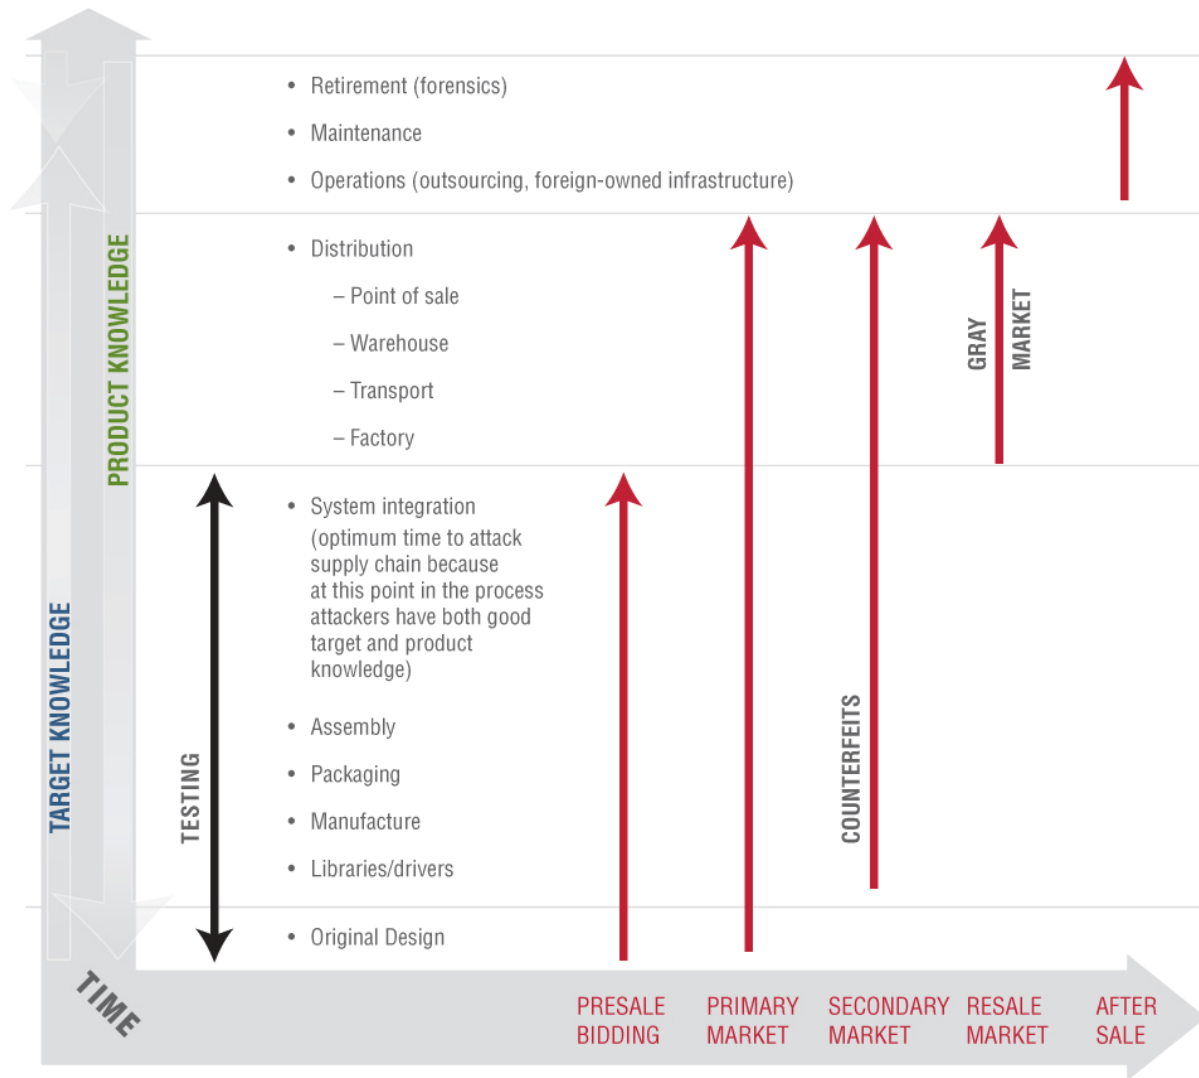 • Retirement (forensics)
• Maintenance
• Operations (outsourcing, foreign-owned infrastructure)
PRODUCT KNOWLEDGE
• Distribution
– Point of sale
– Warehouse
– Transport
– Factory
GRAY
MARKET
TARGET KNOWLEDGE
TESTING
• System integration
(optimum time to attack
supply chain because
at this point in the process
attackers have both good
target and product
knowledge)
• Assembly
• Packaging
• Manufacture
• Libraries/drivers
COUNTERFEITS
• Original Design
TIME
PRESALE
BIDDING
PRIMARY
MARKET
SECONDARY
MARKET
RESALE
MARKET
AFTER
SALE